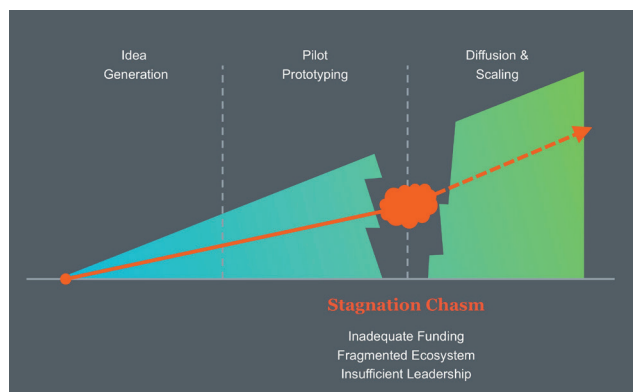 Idea
Generation
Pilot
Prototyping
Diffusion &
Scaling
Stagnation Chasm
Inadequate Funding
Fragmented Ecosystem
Insufficient Leadership